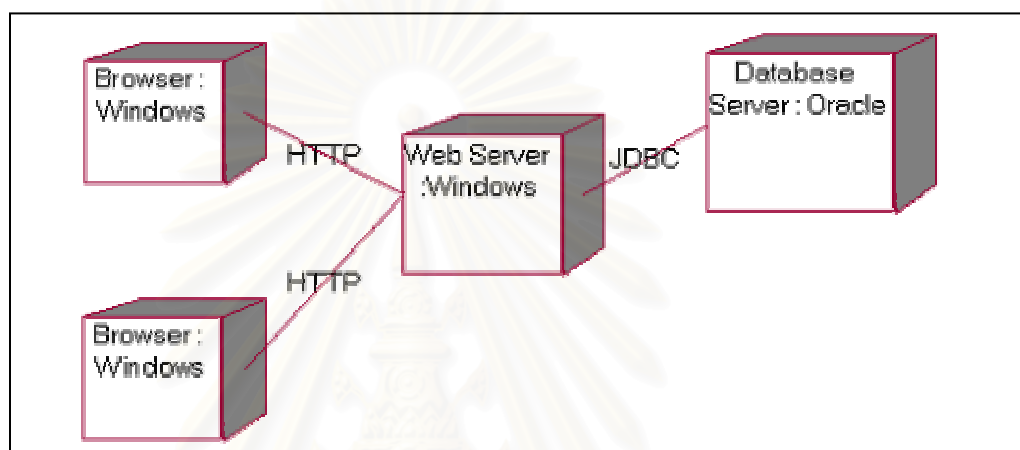 Browser :
Windows
HTTP
Web Server
:Windows
JDBC
Database
Server : Oracle
HTTP
Browser :
Windows